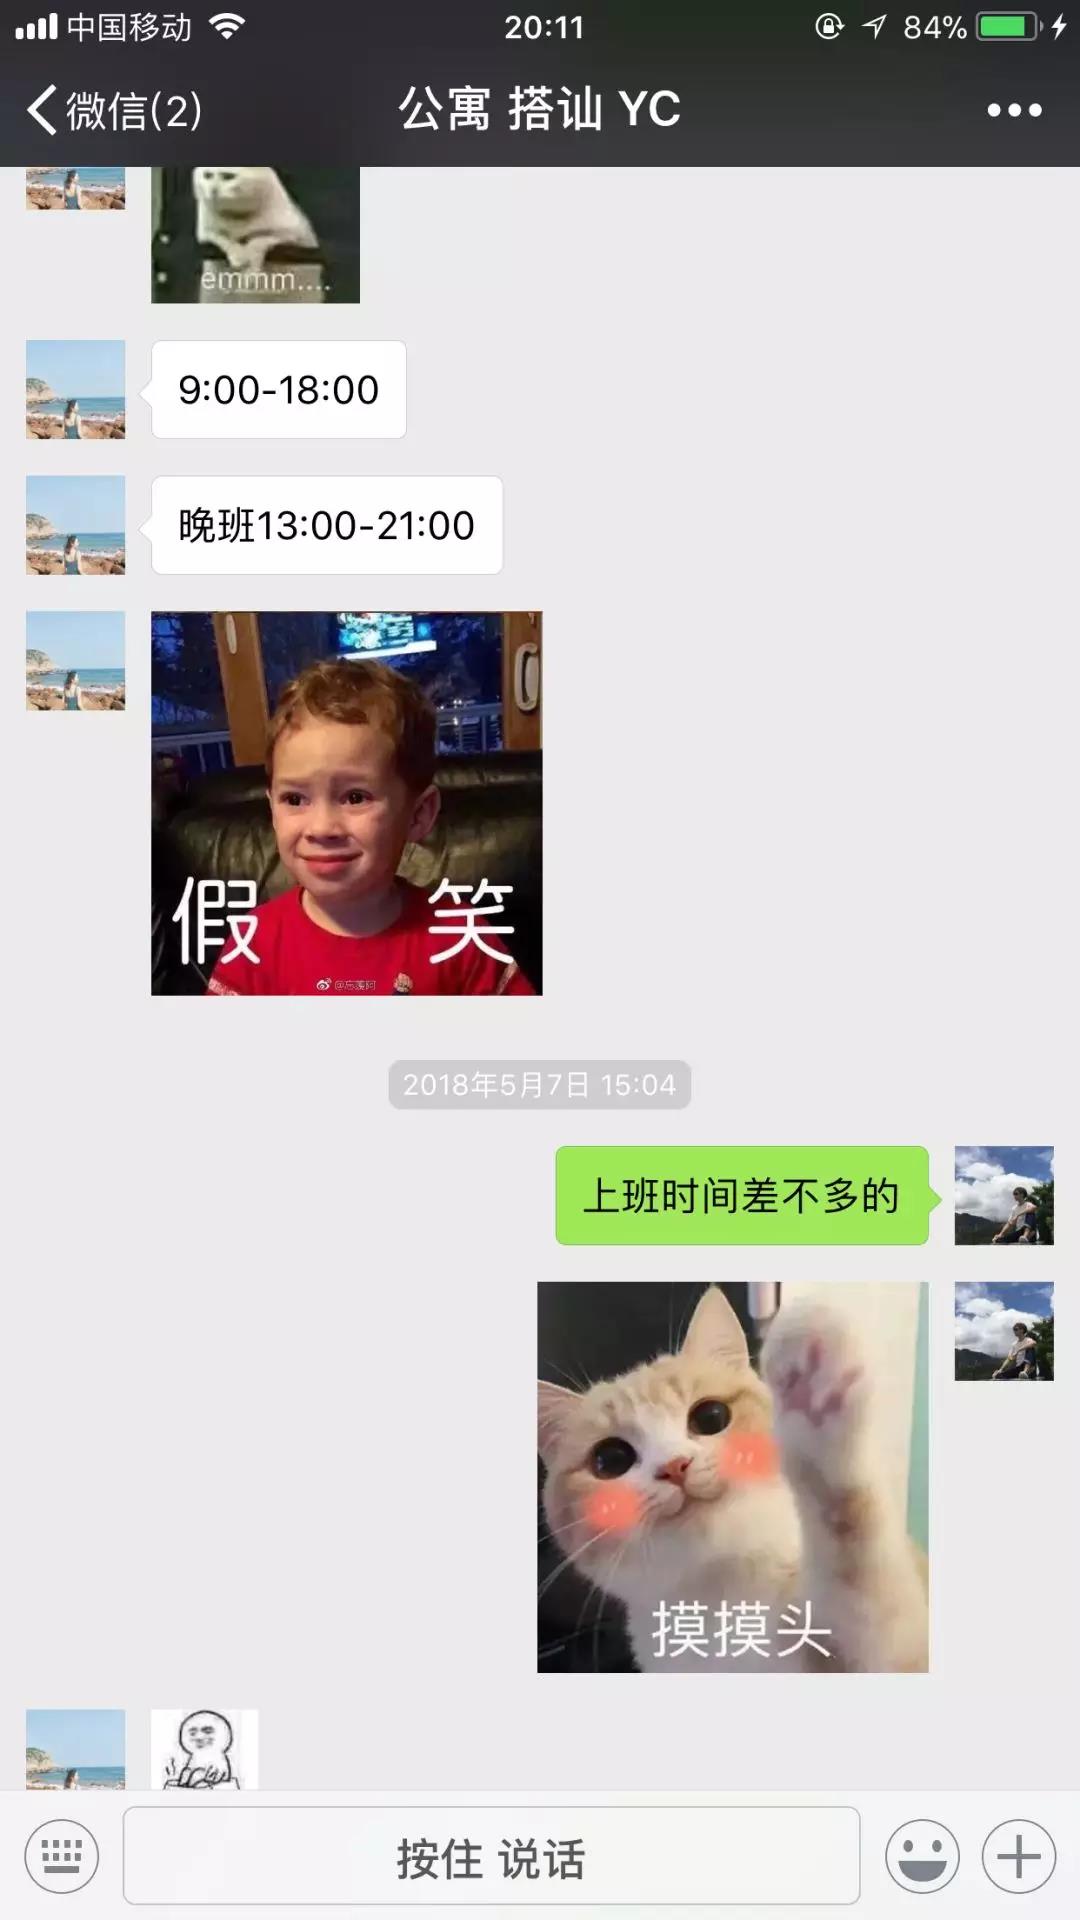 中国移动 20:11 84%
微信(2) 公寓 搭讪 YC
emmm....
9:00-18:00
晚班13:00-21:00
假 笑
2018年5月7日 15:04
上班时间差不多的
摸摸头
按住 说话